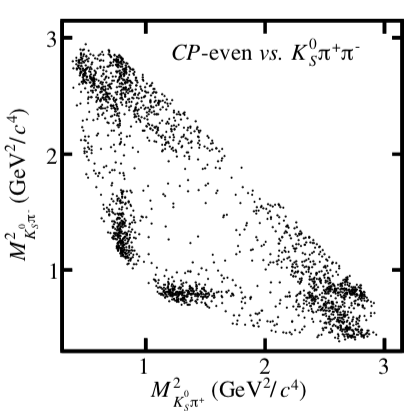 CP-even vs. K⁰_Sπ⁺π⁻
3
2
1
M²_{K⁰_Sπ⁻} (GeV²/c⁴)
1 2 3
M²_{K⁰_Sπ⁺} (GeV²/c⁴)